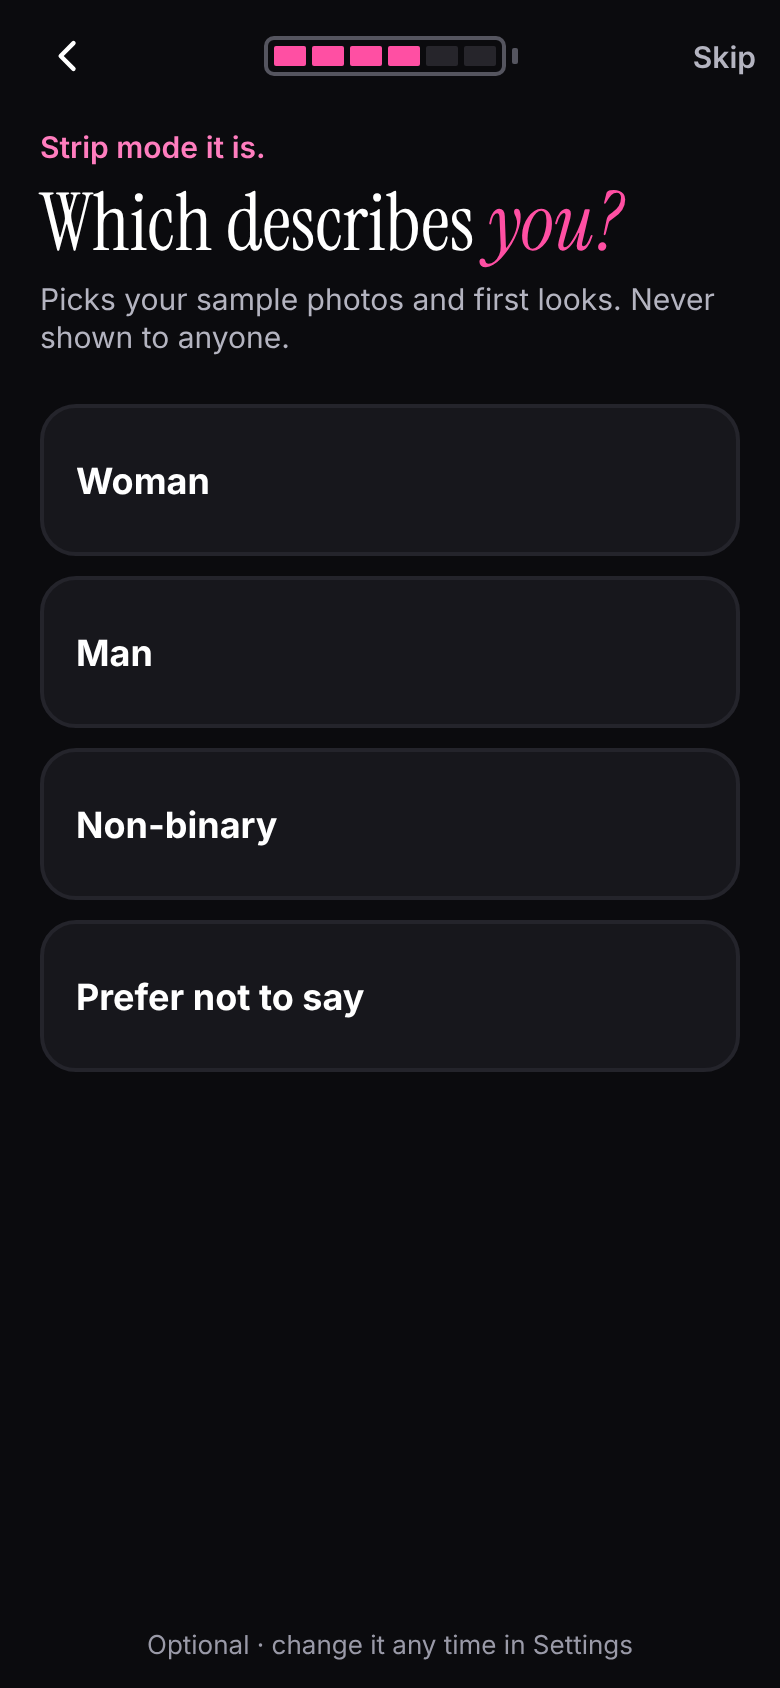 Skip
Strip mode it is.
Which describes you?
Picks your sample photos and first looks. Never
shown to anyone.
Woman
Man
Non-binary
Prefer not to say
Optional · change it any time in Settings